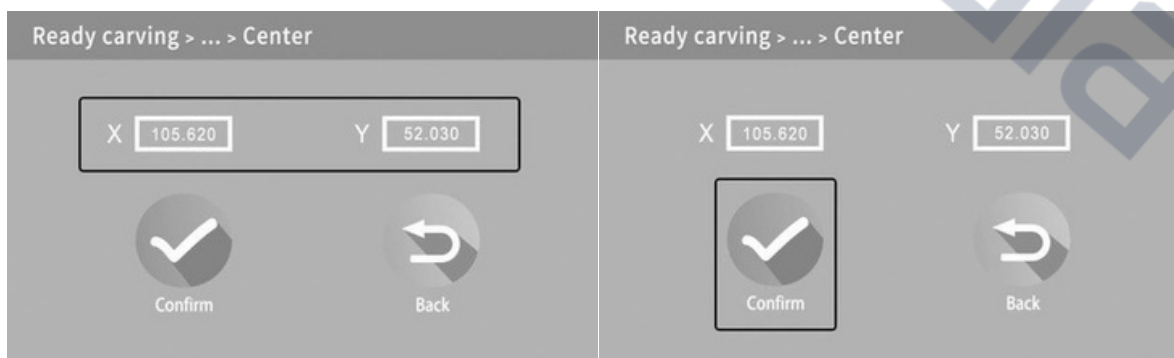 Ready carving > ... > Center
X 105.620 Y 52.030
Confirm Back
Ready carving > ... > Center
X 105.620 Y 52.030
Confirm Back